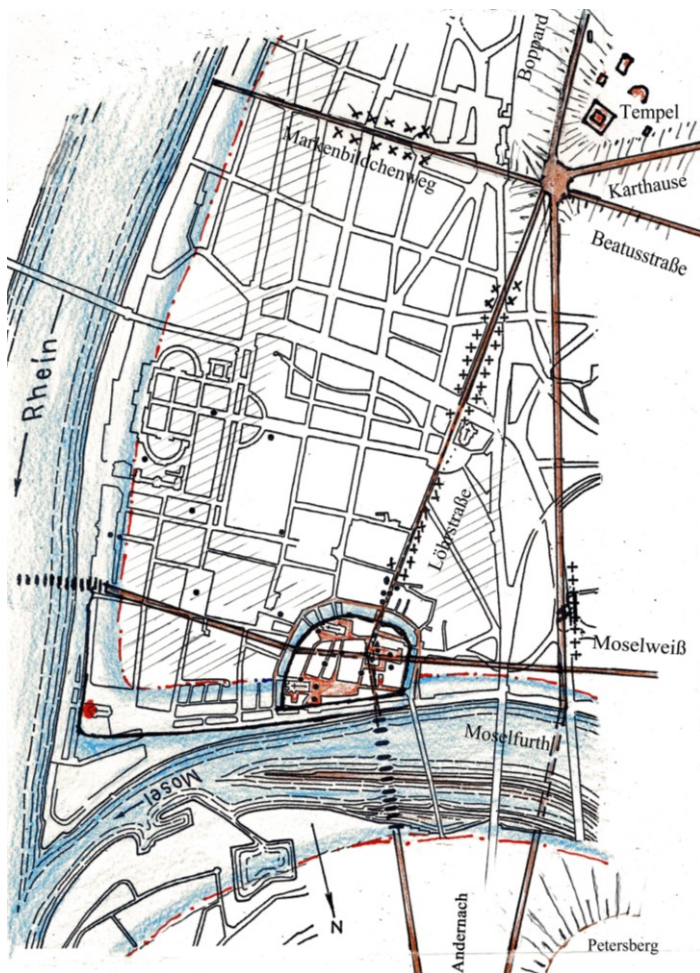 Boppard
Tempel
Markenbildchenweg
Karthause
Beatusstraße
Rhein
Löhrstraße
Moselweiß
Moselfurth
Mosel
N
Andernach
Petersberg